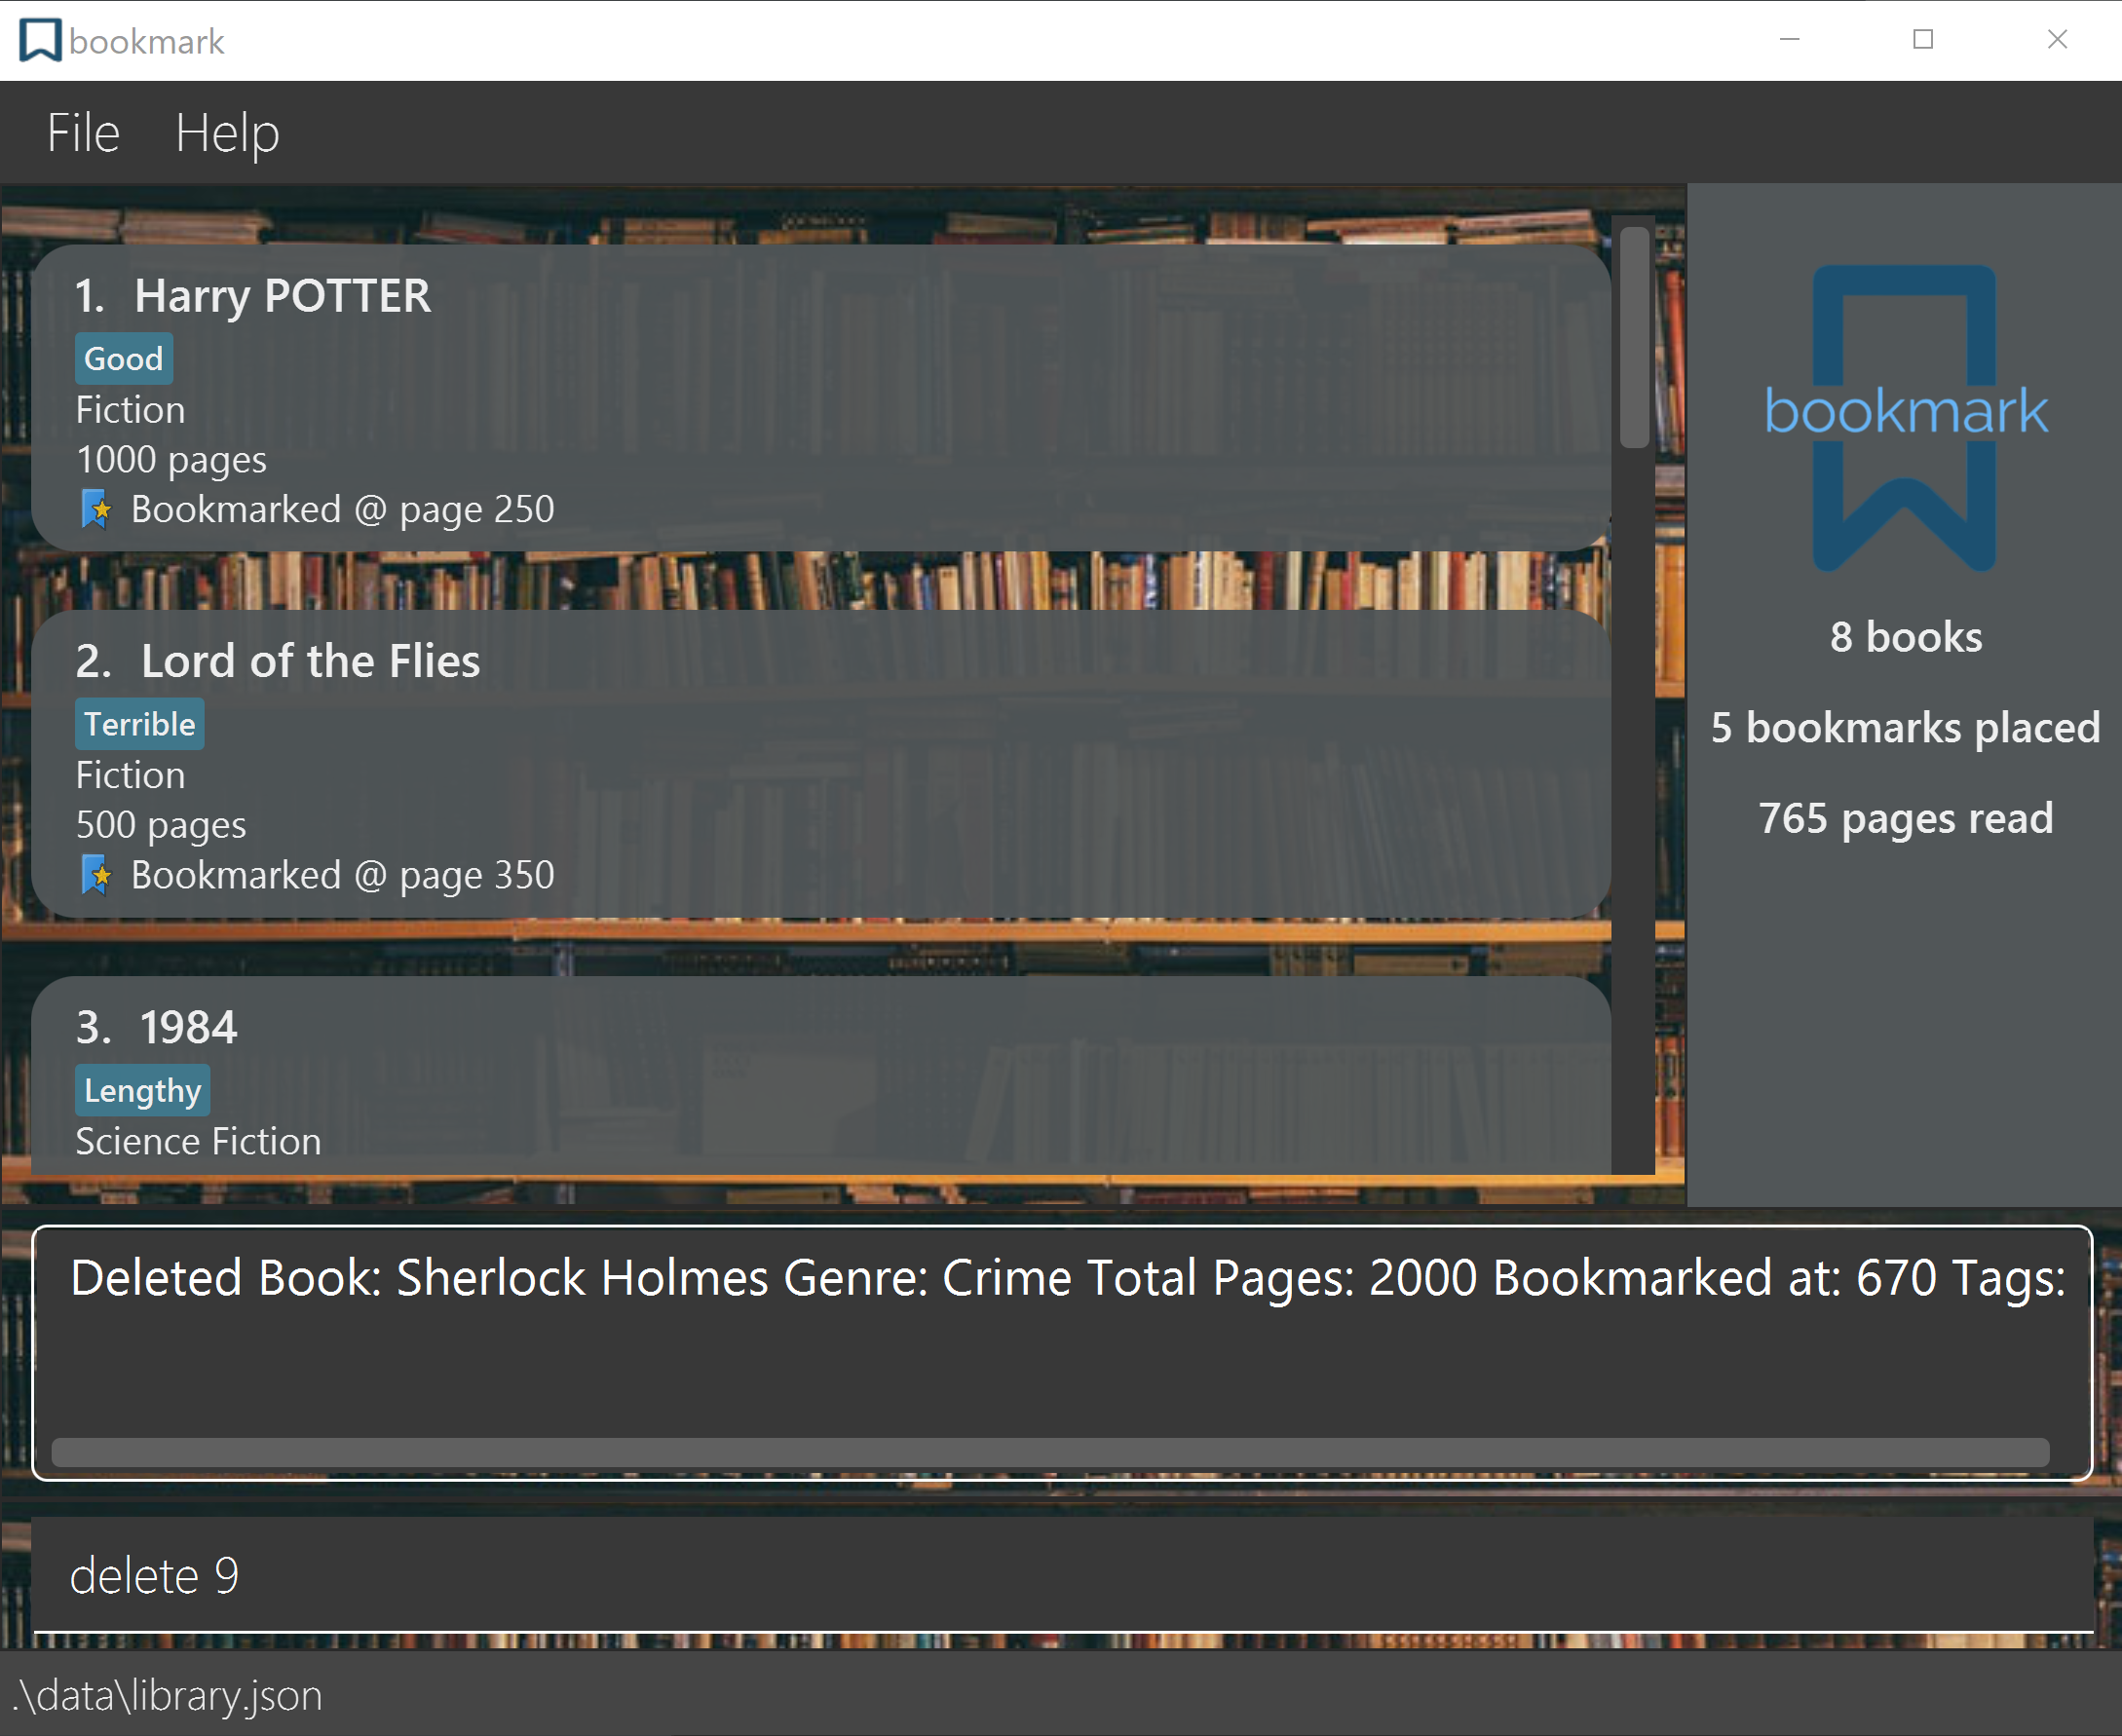 bookmark
File Help
1. Harry POTTER
Good
Fiction
1000 pages
Bookmarked @ page 250
2. Lord of the Flies
Terrible
Fiction
500 pages
Bookmarked @ page 350
3. 1984
Lengthy
Science Fiction
bookmark
8 books
5 bookmarks placed
765 pages read
Deleted Book: Sherlock Holmes Genre: Crime Total Pages: 2000 Bookmarked at: 670 Tags:
delete 9
.\data\library.json